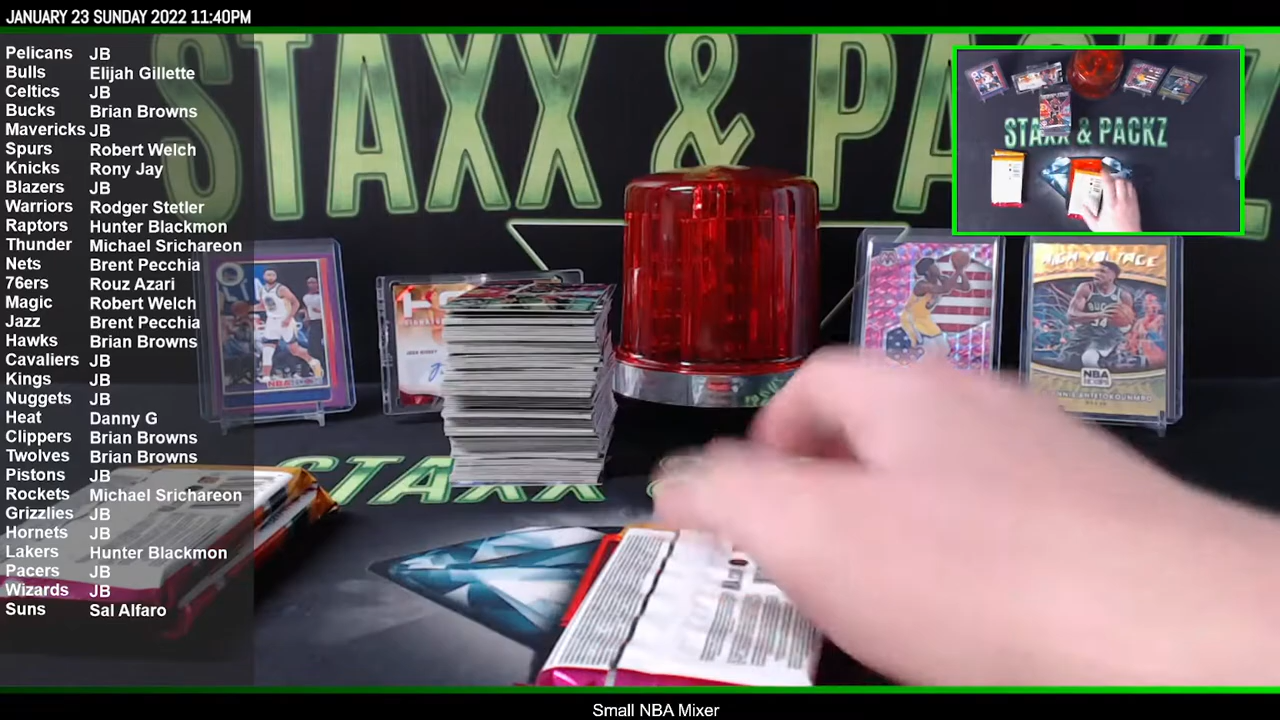 JANUARY 23 SUNDAY 2022 11:40PM
Pelicans JB
Bulls Elijah Gillette
Celtics JB
Bucks Brian Browns
Mavericks JB
Spurs Robert Welch
Knicks Rony Jay
Blazers JB
Warriors Rodger Stetler
Raptors Hunter Blackmon
Thunder Michael Srichareon
Nets Brent Pecchia
76ers Rouz Azari
Magic Robert Welch
Jazz Brent Pecchia
Hawks Brian Browns
Cavaliers JB
Kings JB
Nuggets JB
Heat Danny G
Clippers Brian Browns
Twolves Brian Browns
Pistons JB
Rockets Michael Srichareon
Grizzlies JB
Hornets JB
Lakers Hunter Blackmon
Pacers JB
Wizards JB
Suns Sal Alfaro
STAXX & PA
STAXX & PACKZ
HIGH VOLTAGE
BUCKS
34
NBA
STAXX
Small NBA Mixer